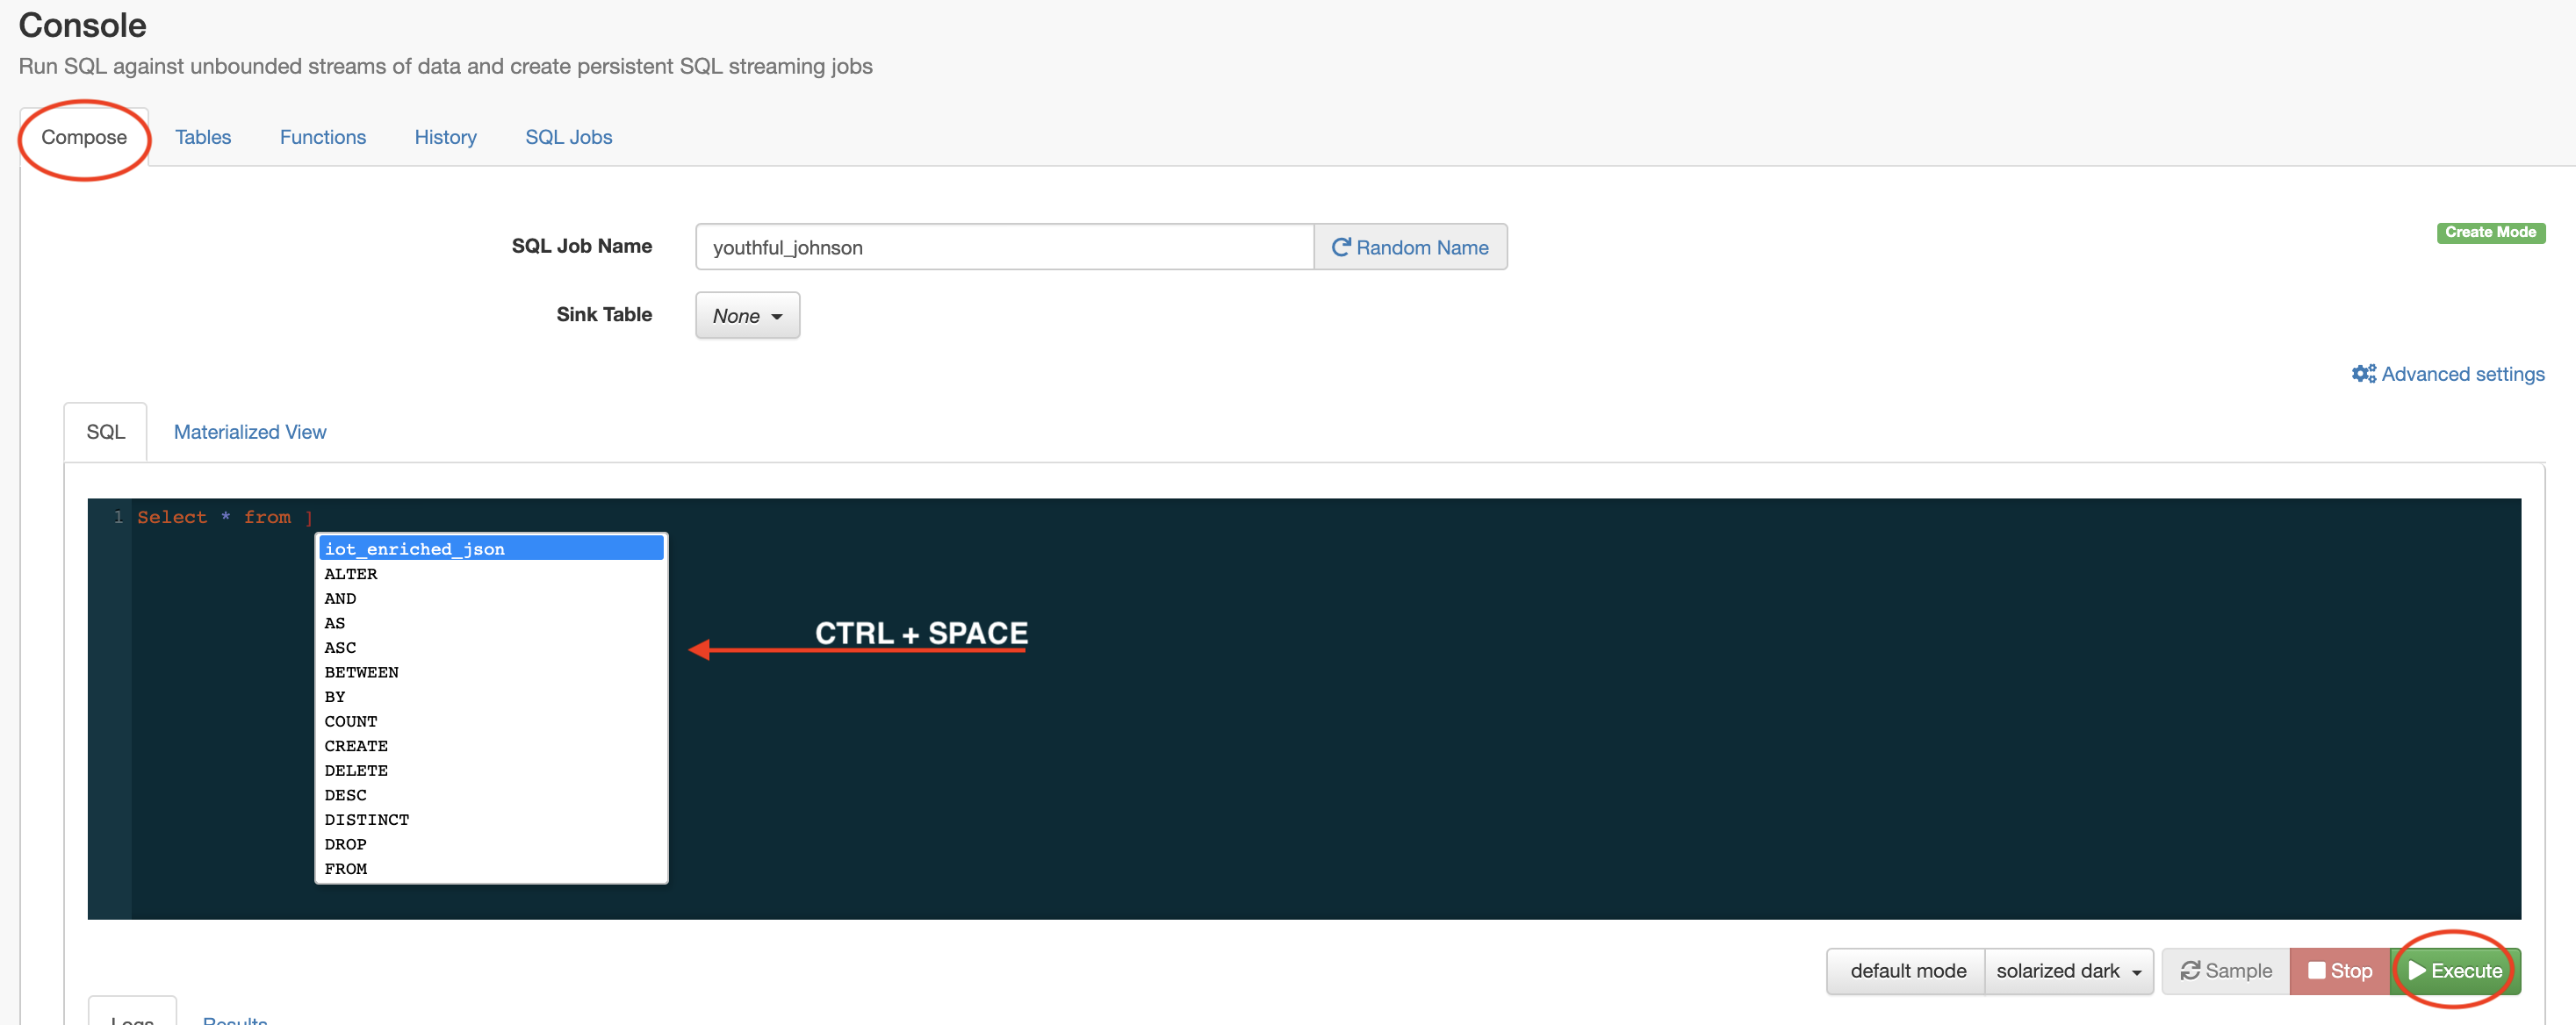 Console
Run SQL against unbounded streams of data and create persistent SQL streaming jobs
Compose Tables Functions History SQL Jobs
SQL Job Name youthful_johnson Random Name Create Mode
Sink Table None
Advanced settings
SQL Materialized View
1 Select * from ]
iot_enriched_json
ALTER
AND
AS
ASC
BETWEEN
BY
COUNT
CREATE
DELETE
DESC
DISTINCT
DROP
FROM
CTRL + SPACE
default mode solarized dark Sample Stop Execute
Logs Results